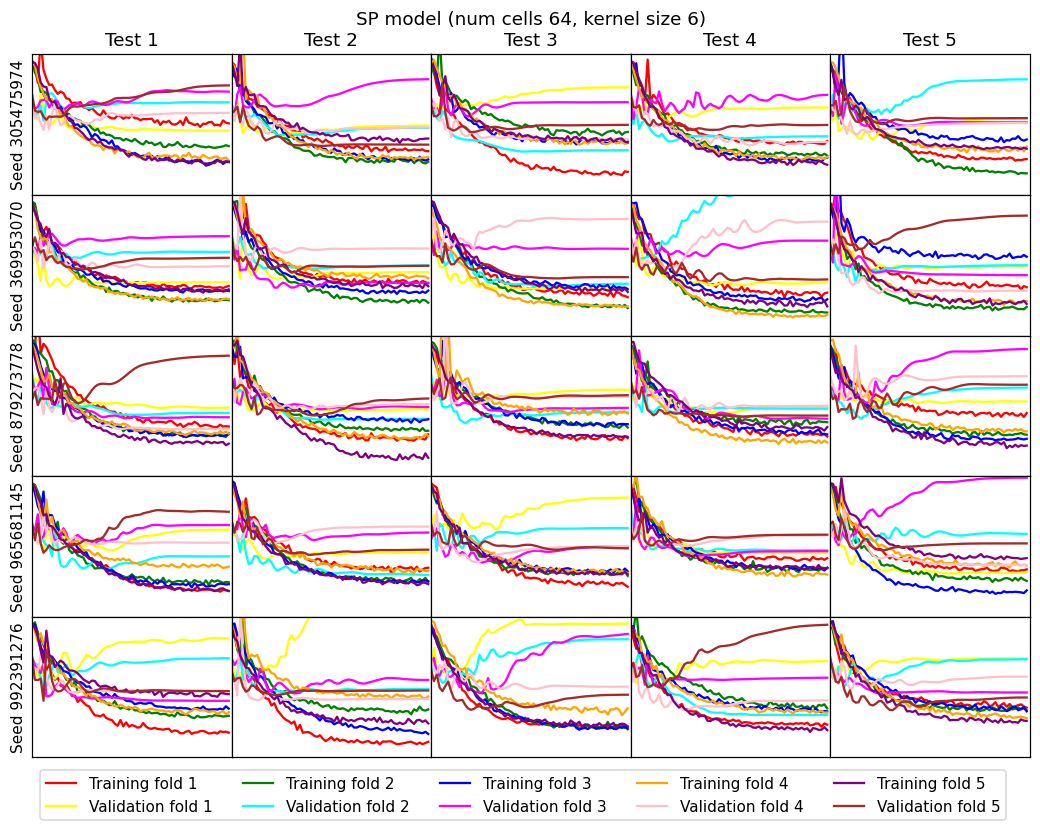 SP model (num cells 64, kernel size 6)
Test 1 Test 2 Test 3 Test 4 Test 5
Seed 305475974
Seed 369953070
Seed 879273778
Seed 965681145
Seed 992391276
Training fold 1 Training fold 2 Training fold 3 Training fold 4 Training fold 5
Validation fold 1 Validation fold 2 Validation fold 3 Validation fold 4 Validation fold 5